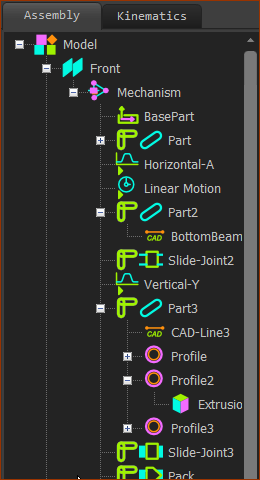 Assembly Kinematics
Model
Front
Mechanism
BasePart
Part
Horizontal-A
Linear Motion
Part2
CAD BottomBeam
Slide-Joint2
Vertical-Y
Part3
CAD CAD-Line3
Profile
Profile2
Extrusio
Profile3
Slide-Joint3
Pack